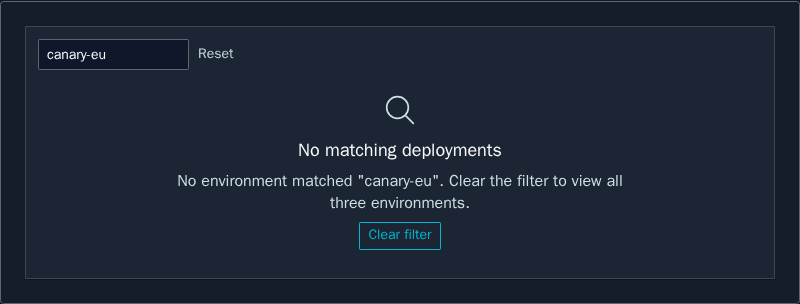 canary-eu
Reset
No matching deployments
No environment matched "canary-eu". Clear the filter to view all
three environments.
Clear filter